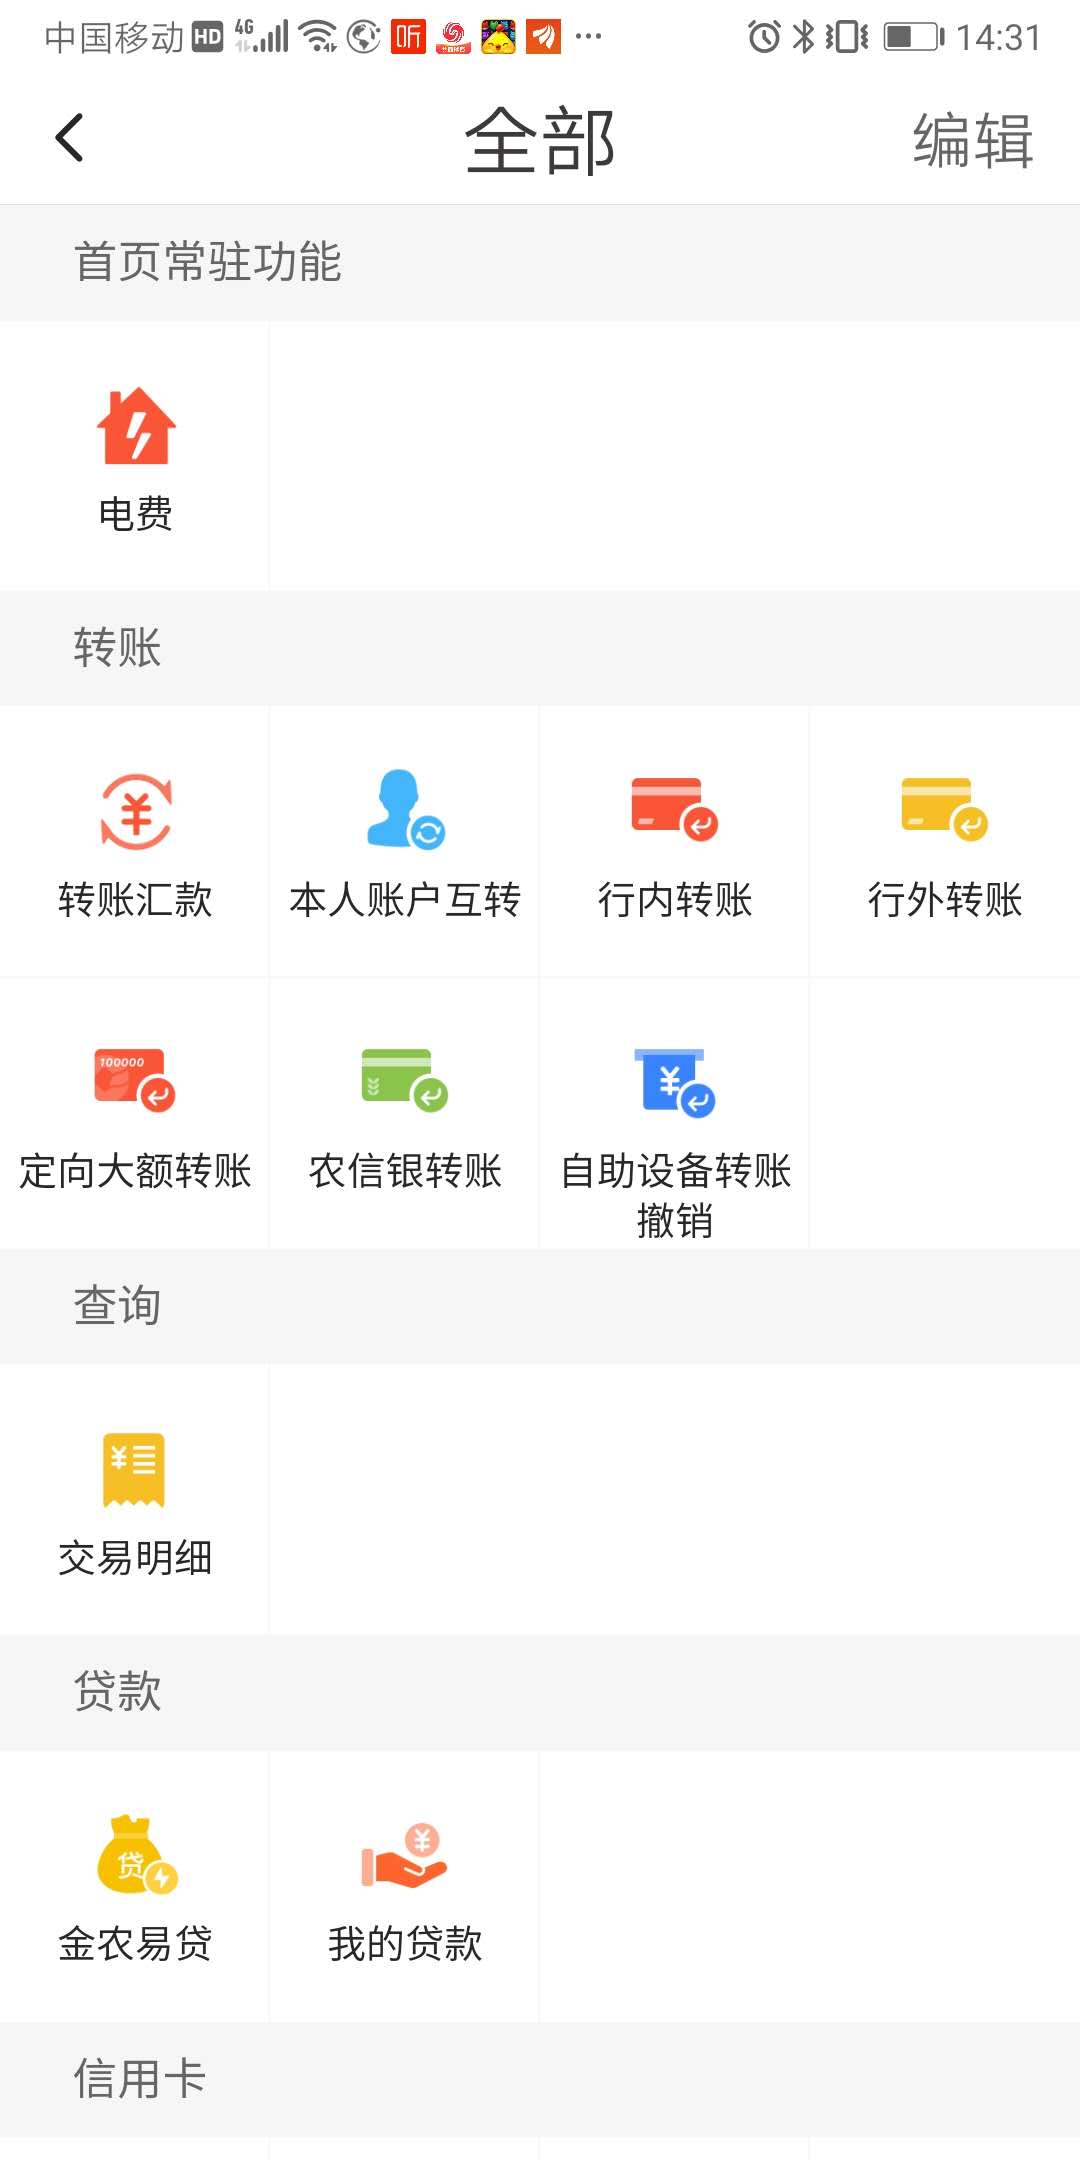 中国移动 HD 4G 听 14:31
全部 编辑
首页常驻功能
电费
转账
转账汇款 本人账户互转 行内转账 行外转账
100000
定向大额转账 农信银转账 自助设备转账
撤销
查询
交易明细
贷款
贷
金农易贷 我的贷款
信用卡